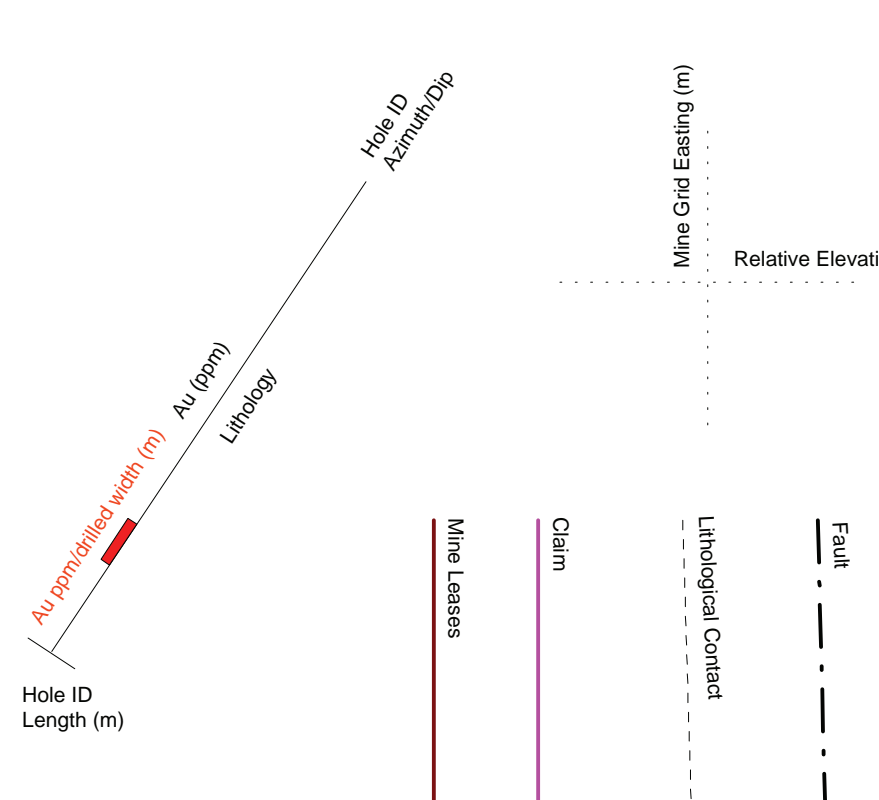 Hole ID
Azimuth/Dip
Mine Grid Easting (m)
Relative Elevati
Au (ppm)
Lithology
Au ppm/drilled width (m)
Hole ID
Length (m)
Mine Leases
Claim
Lithological Contact
Fault